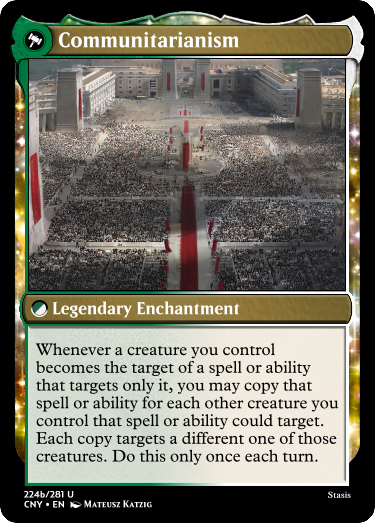 Communitarianism
Legendary Enchantment
Whenever a creature you control
becomes the target of a spell or ability
that targets only it, you may copy that
spell or ability for each other creature you
control that spell or ability could target.
Each copy targets a different one of those
creatures. Do this only once each turn.
224b/281 U
Stasis
CNY • EN Mateusz Katzig